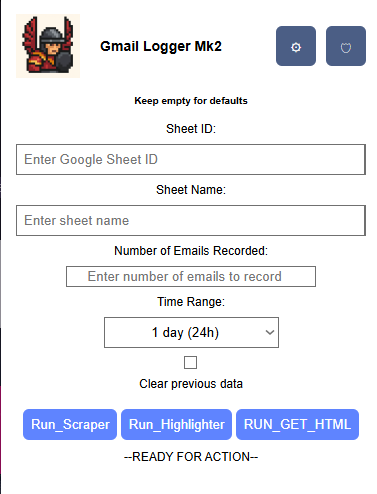 Gmail Logger Mk2
Keep empty for defaults
Sheet ID:
Enter Google Sheet ID
Sheet Name:
Enter sheet name
Number of Emails Recorded:
Enter number of emails to record
Time Range:
1 day (24h)
Clear previous data
Run_Scraper Run_Highlighter RUN_GET_HTML
--READY FOR ACTION--